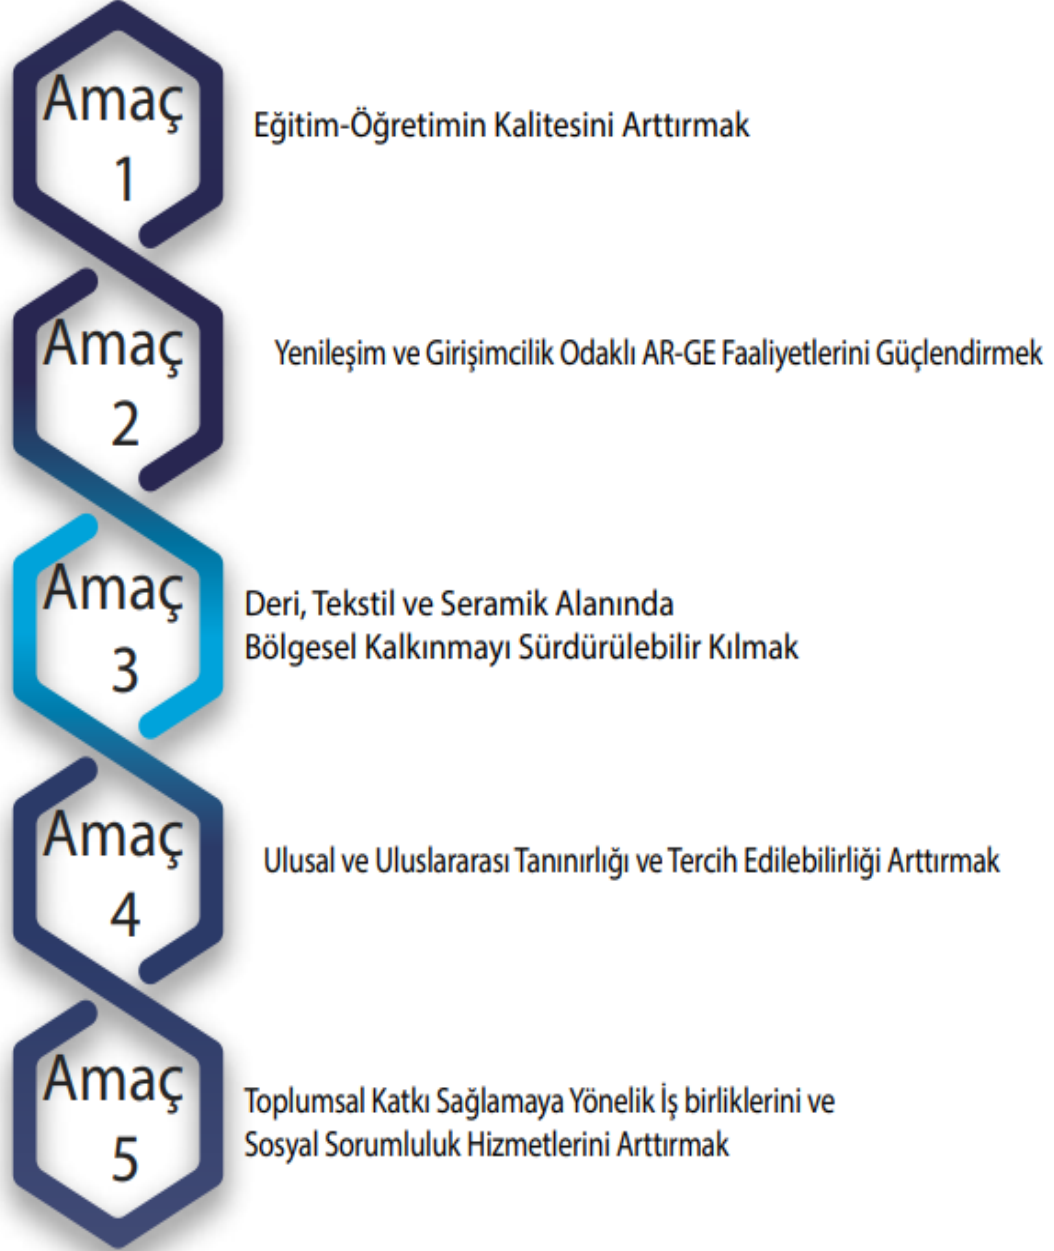 Amaç
1
Eğitim-Öğretimin Kalitesini Arttırmak
Amaç
2
Yenileşim ve Girişimcilik Odaklı AR-GE Faaliyetlerini Güçlendirmek
Amaç
3
Deri, Tekstil ve Seramik Alanında
Bölgesel Kalkınmayı Sürdürülebilir Kılmak
Amaç
4
Ulusal ve Uluslararası Tanınırlığı ve Tercih Edilebilirliği Arttırmak
Amaç
5
Toplumsal Katkı Sağlamaya Yönelik İş birliklerini ve
Sosyal Sorumluluk Hizmetlerini Arttırmak